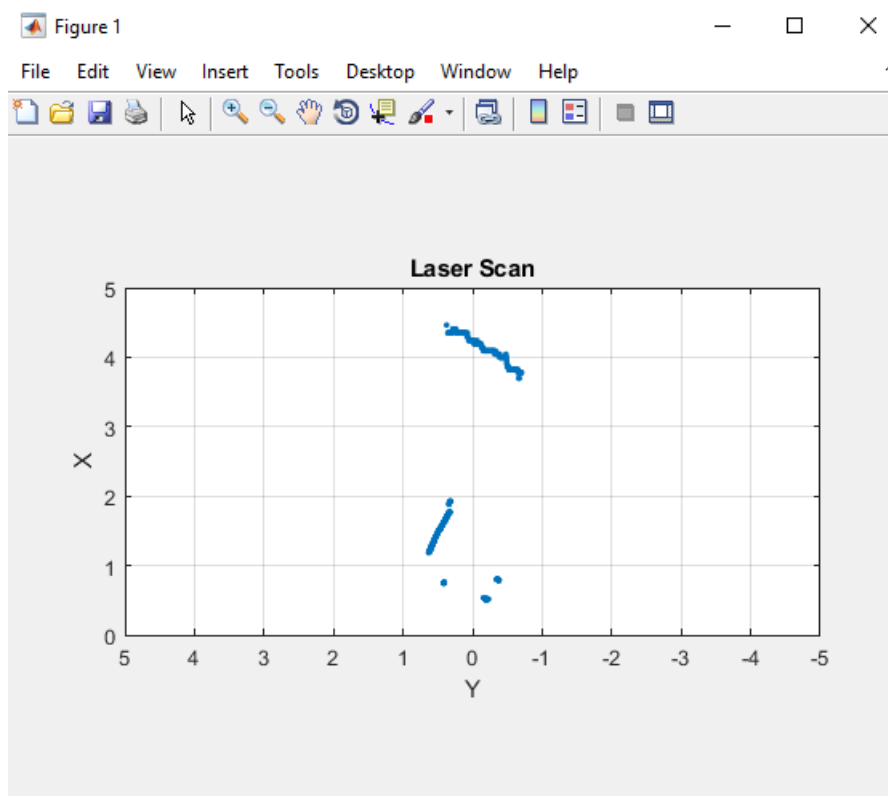 Figure 1
File Edit View Insert Tools Desktop Window Help
Laser Scan
5
4
3
2
1
0
X
5 4 3 2 1 0 -1 -2 -3 -4 -5
Y